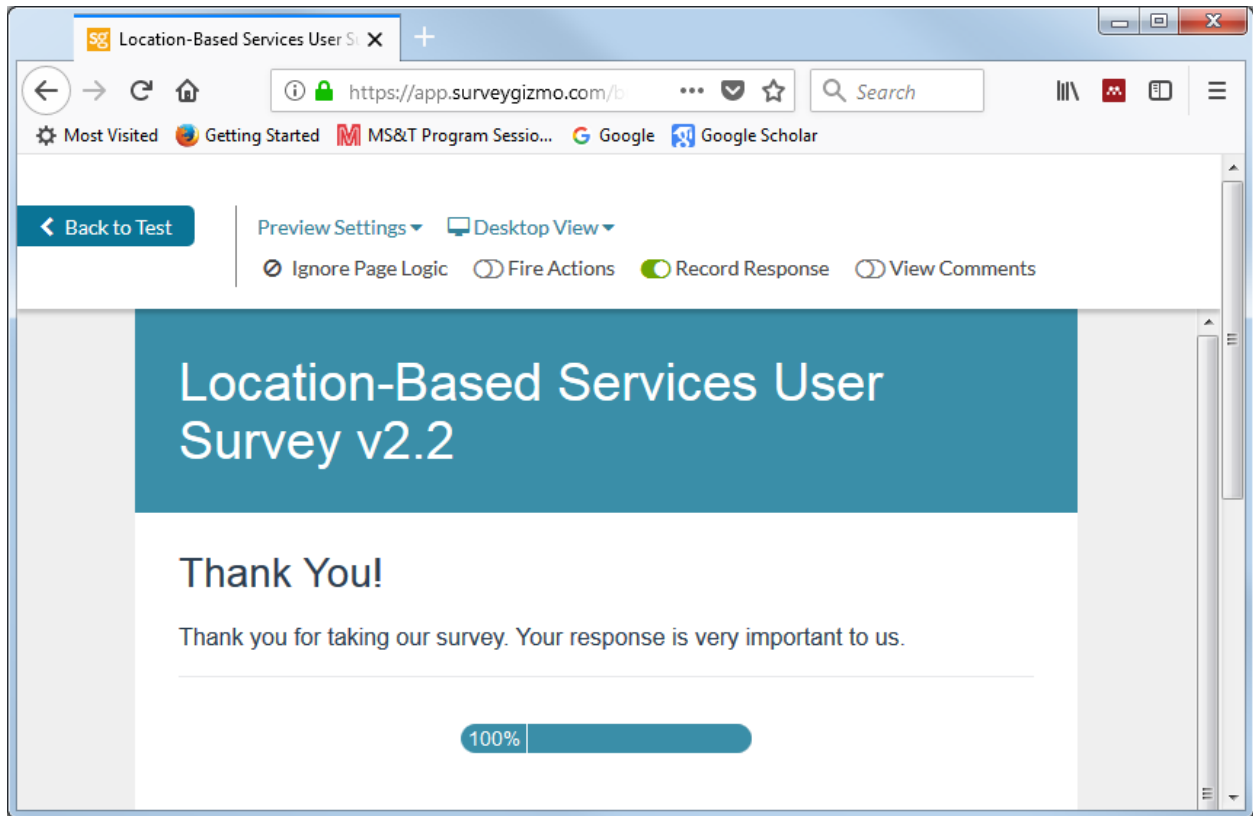 sg Location-Based Services User S
https://app.surveygizmo.com/b
Search
Most Visited Getting Started MS&T Program Sessio... Google Google Scholar
Back to Test
Preview Settings Desktop View
Ignore Page Logic Fire Actions Record Response View Comments
Location-Based Services User
Survey v2.2
Thank You!
Thank you for taking our survey. Your response is very important to us.
100%